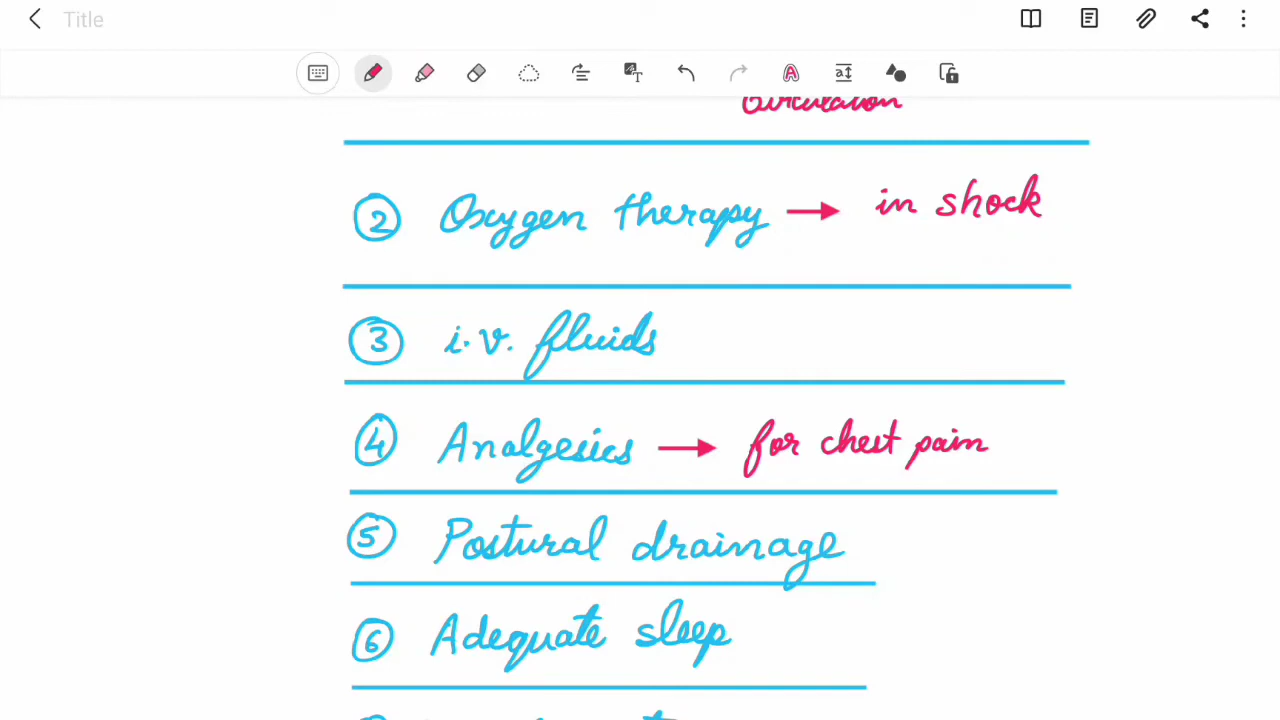 Title
Circulation
2 Oxygen therapy → in shock
3 i.v. fluids
4 Analgesics → for chest pain
5 Postural drainage
6 Adequate sleep